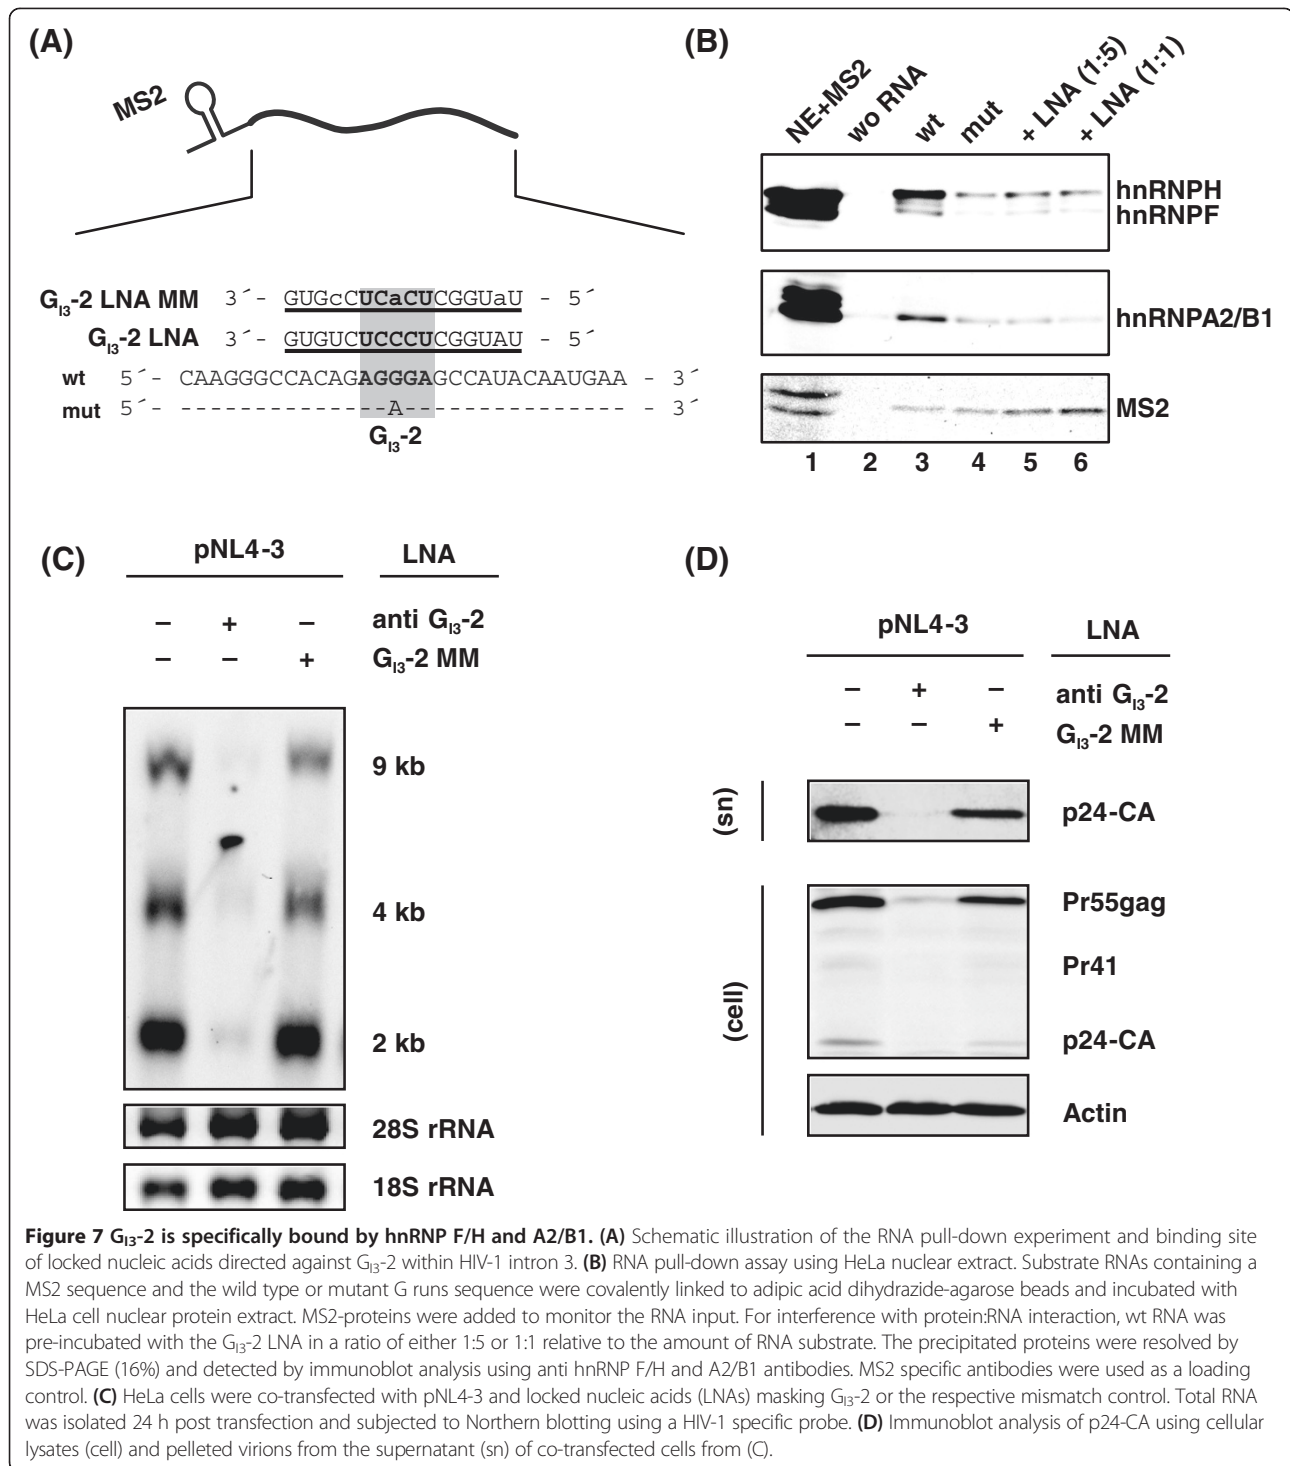 (A)
MS2
G_I3-2 LNA MM 3´- GUGcCUCaCUCGGUaU - 5´
G_I3-2 LNA 3´- GUGUCUCCCUCGGUAU - 5´
wt 5´- CAAGGGCCACAGAGGGAGCCAUACAAUGAA - 3´
mut 5´- -----------------A------------ - 3´
G_I3-2
(B)
NE+MS2 wo RNA wt mut + LNA (1:5) + LNA (1:1)
hnRNPH
hnRNPF
hnRNPA2/B1
MS2
1 2 3 4 5 6
(C)
pNL4-3 LNA
– + – anti G_I3-2
– – + G_I3-2 MM
9 kb
4 kb
2 kb
28S rRNA
18S rRNA
(D)
pNL4-3 LNA
– + – anti G_I3-2
– – + G_I3-2 MM
(sn)
p24-CA
(cell)
Pr55gag
Pr41
p24-CA
Actin
Figure 7 G_I3-2 is specifically bound by hnRNP F/H and A2/B1. (A) Schematic illustration of the RNA pull-down experiment and binding site
of locked nucleic acids directed against G_I3-2 within HIV-1 intron 3. (B) RNA pull-down assay using HeLa nuclear extract. Substrate RNAs containing a
MS2 sequence and the wild type or mutant G runs sequence were covalently linked to adipic acid dihydrazide-agarose beads and incubated with
HeLa cell nuclear protein extract. MS2-proteins were added to monitor the RNA input. For interference with protein:RNA interaction, wt RNA was
pre-incubated with the G_I3-2 LNA in a ratio of either 1:5 or 1:1 relative to the amount of RNA substrate. The precipitated proteins were resolved by
SDS-PAGE (16%) and detected by immunoblot analysis using anti hnRNP F/H and A2/B1 antibodies. MS2 specific antibodies were used as a loading
control. (C) HeLa cells were co-transfected with pNL4-3 and locked nucleic acids (LNAs) masking G_I3-2 or the respective mismatch control. Total RNA
was isolated 24 h post transfection and subjected to Northern blotting using a HIV-1 specific probe. (D) Immunoblot analysis of p24-CA using cellular
lysates (cell) and pelleted virions from the supernatant (sn) of co-transfected cells from (C).